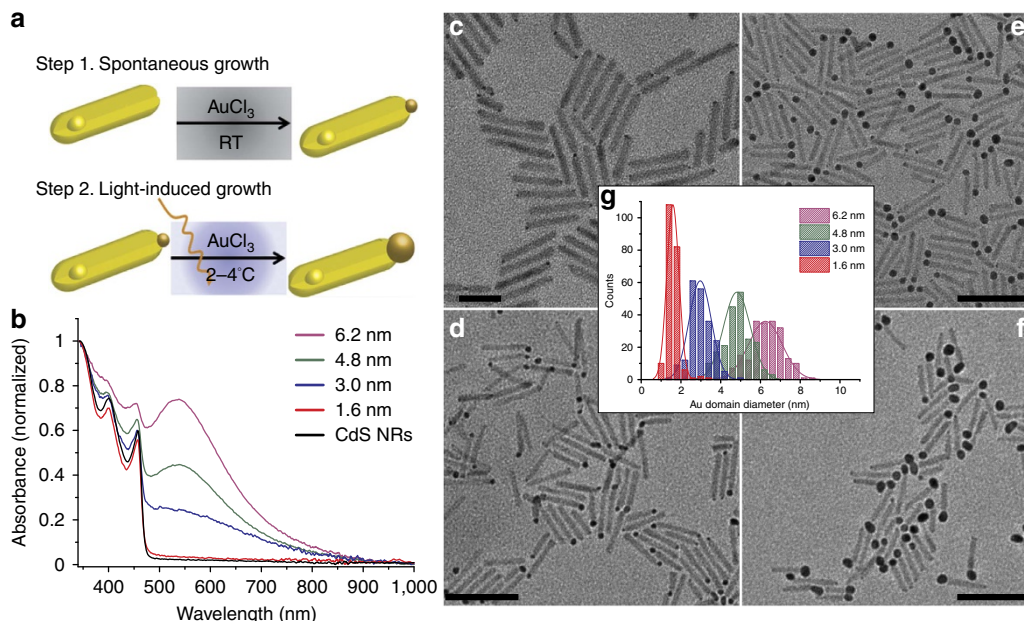 a
Step 1. Spontaneous growth
AuCl3
RT
Step 2. Light-induced growth
AuCl3
2–4°C
b
6.2 nm
4.8 nm
3.0 nm
1.6 nm
CdS NRs
1
0.8
0.6
0.4
0.2
0
Absorbance (normalized)
400 500 600 700 800 900 1,000
Wavelength (nm)
c
e
g
6.2 nm
4.8 nm
3.0 nm
1.6 nm
100
80
60
40
20
0
Counts
0 2 4 6 8 10
Au domain diameter (nm)
d
f